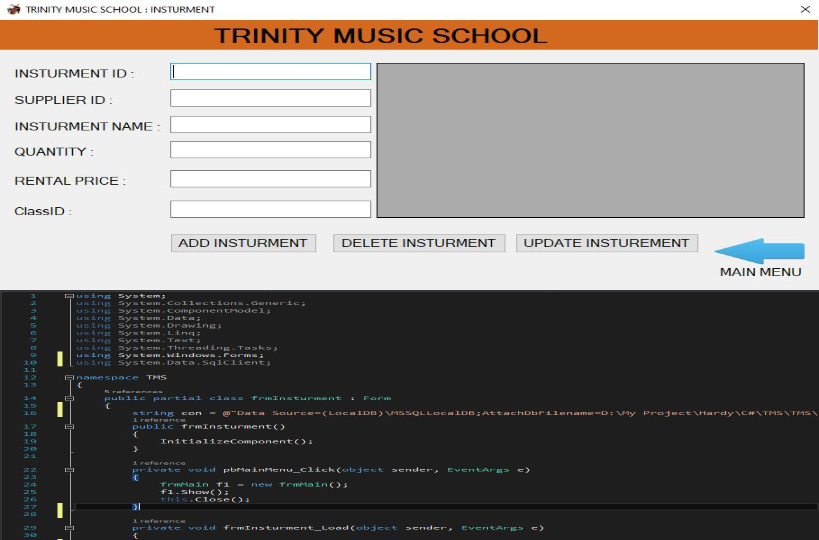 TRINITY MUSIC SCHOOL : INSTURMENT
TRINITY MUSIC SCHOOL
INSTURMENT ID :
SUPPLIER ID :
INSTURMENT NAME :
QUANTITY :
RENTAL PRICE :
ClassID :
ADD INSTURMENT DELETE INSTURMENT UPDATE INSTUREMENT
MAIN MENU
1 using System;
2 using System.Collections.Generic;
3 using System.ComponentModel;
4 using System.Data;
5 using System.Drawing;
6 using System.Linq;
7 using System.Text;
8 using System.Threading.Tasks;
9 using System.Windows.Forms;
10 using System.Data.SqlClient;
11
12 namespace TMS
13 {
5 references
14 public partial class frmInsturment : Form
15 {
16 string con = @"Data Source=(LocalDB)\MSSQLLocalDB;AttachDbFilename=D:\My Project\Hardy\C#\TMS\TMS\
1 reference
17 public frmInsturment()
18 {
19 InitializeComponent();
20 }
21
1 reference
22 private void pbMainMenu_Click(object sender, EventArgs e)
23 {
24 frmMain f1 = new frmMain();
25 f1.Show();
26 this.Close();
27 }
28
1 reference
29 private void frmInsturment_Load(object sender, EventArgs e)
30 {